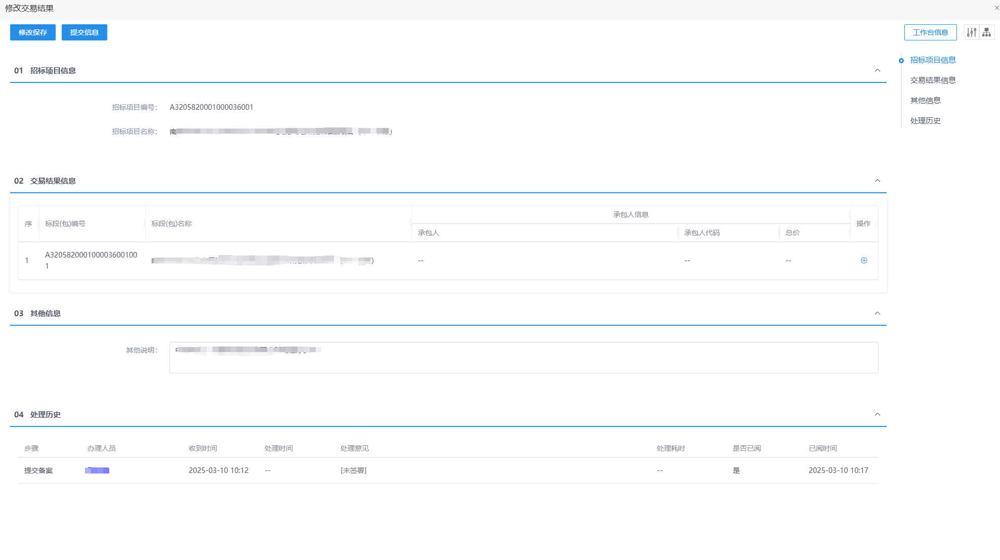 修改交易结果
修改保存
提交信息
工作台信息
招标项目信息
交易结果信息
其他信息
处理历史
01 招标项目信息
招标项目编号： A3205820001000036001
招标项目名称： 南
02 交易结果信息
序 标段(包)编号 标段(包)名称 承包人信息 操作
承包人 承包人代码 总价
1 A320582000100003600100
1
-- -- --
03 其他信息
其他说明：
04 处理历史
步骤 办理人员 收到时间 处理时间 处理意见 处理耗时 是否已阅 已阅时间
提交备案 2025-03-10 10:12 -- [未签署] -- 是 2025-03-10 10:17